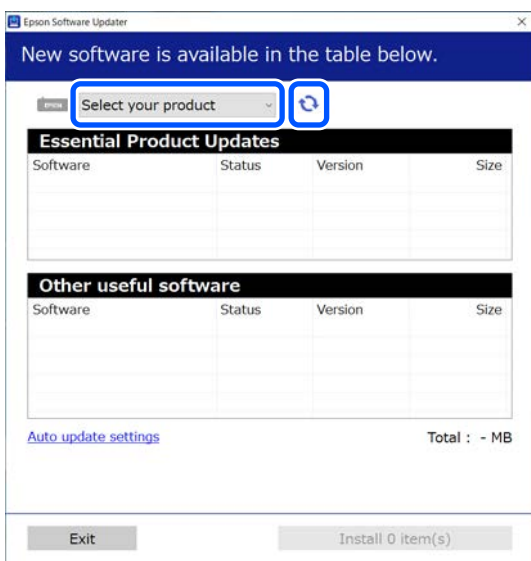 Epson Software Updater
New software is available in the table below.
EPSON Select your product
Essential Product Updates
Software Status Version Size
Other useful software
Software Status Version Size
Auto update settings Total : - MB
Exit Install 0 item(s)